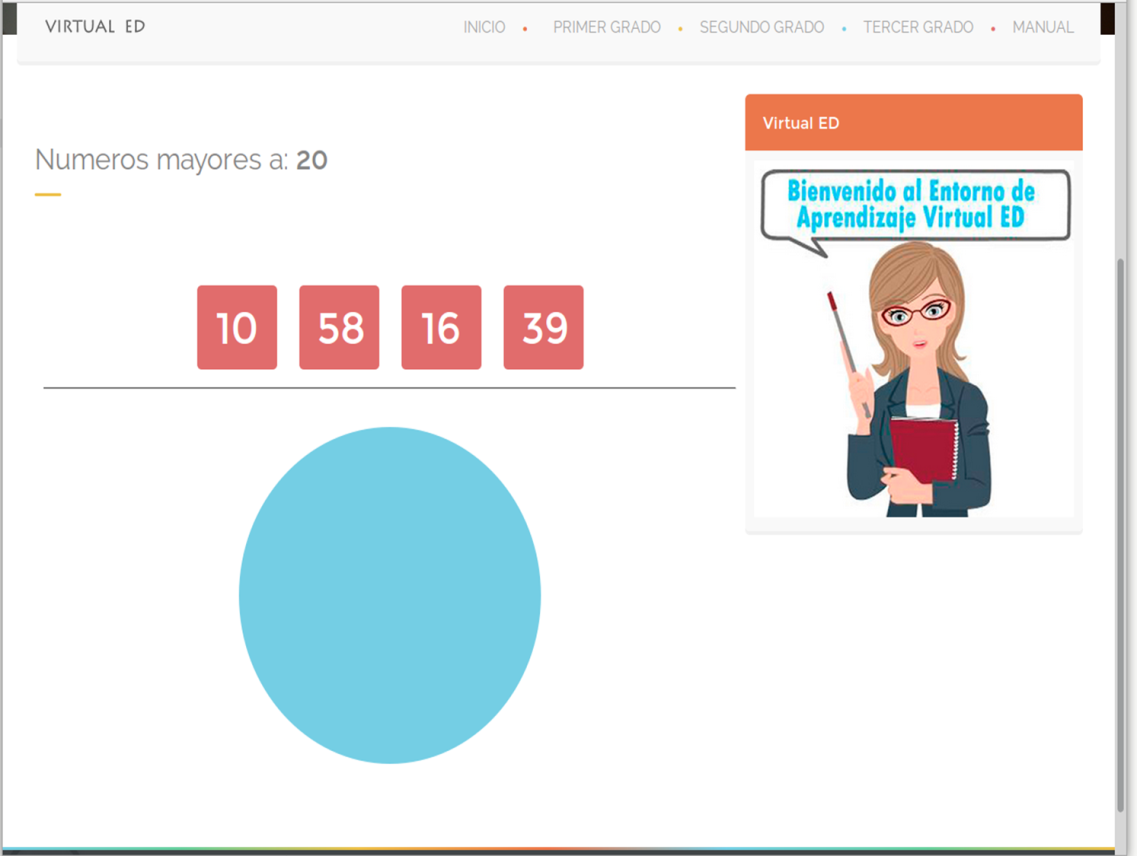 VIRTUAL ED
INICIO • PRIMER GRADO • SEGUNDO GRADO • TERCER GRADO • MANUAL
Numeros mayores a: 20
10 58 16 39
Virtual ED
Bienvenido al Entorno de
Aprendizaje Virtual ED